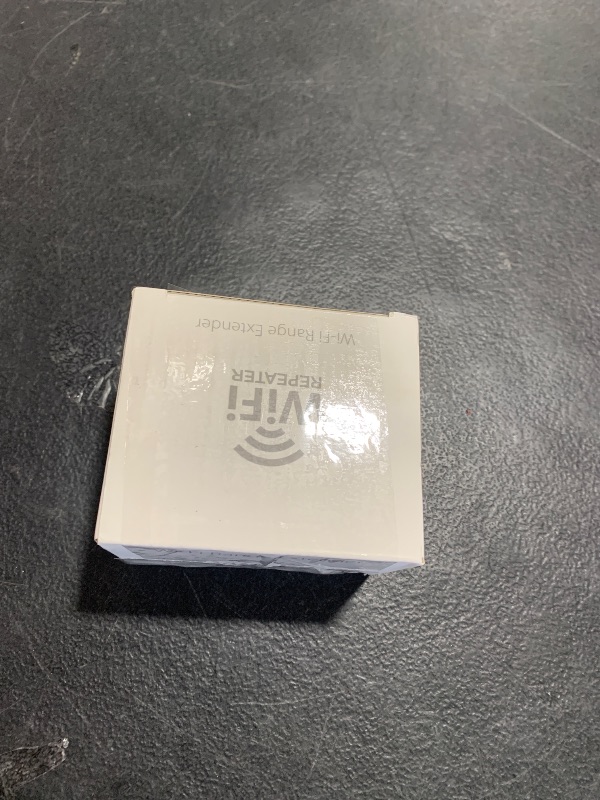 WiFi
REPEATER
Wi-Fi Range Extender